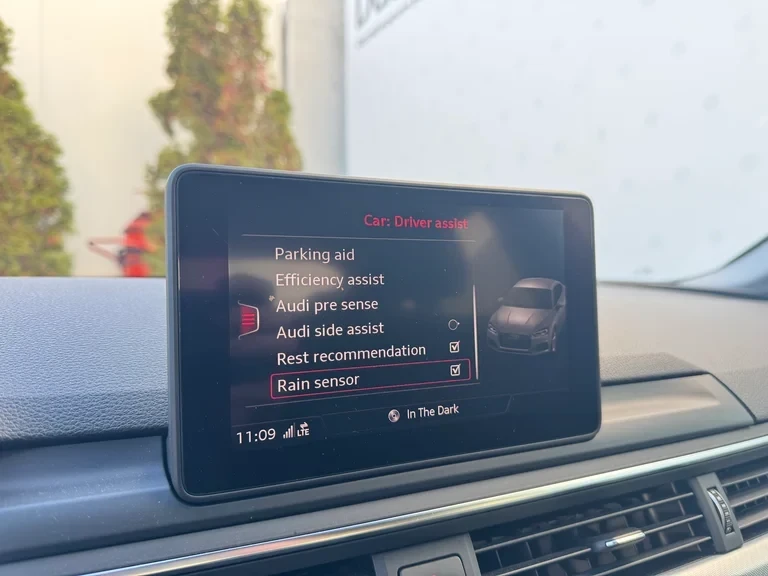 Car: Driver assist
Parking aid
Efficiency assist
Audi pre sense
Audi side assist
Rest recommendation
Rain sensor
In The Dark
11:09 LTE